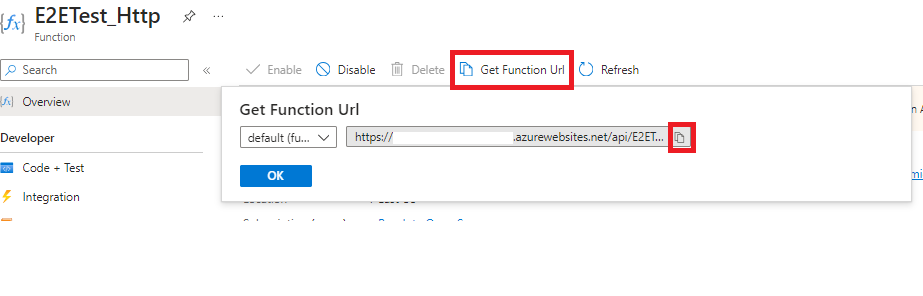 E2ETest_Http
Function
Search
Enable
Disable
Delete
Get Function Url
Refresh
Overview
Get Function Url
default (fu...
https://
.azurewebsites.net/api/E2ET...
OK
Developer
Code + Test
Integration